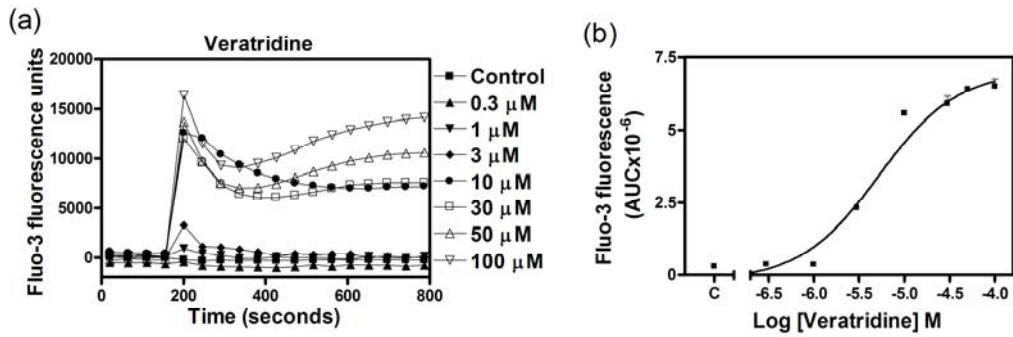 (a)
Veratridine
Fluo-3 fluorescence units
20000
15000
10000
5000
0
0 200 400 600 800
Time (seconds)
Control
0.3 μM
1 μM
3 μM
10 μM
30 μM
50 μM
100 μM
(b)
Fluo-3 fluorescence
(AUCx10⁻⁶)
7.5
5.0
2.5
0
C -6.5 -6.0 -5.5 -5.0 -4.5 -4.0
Log [Veratridine] M